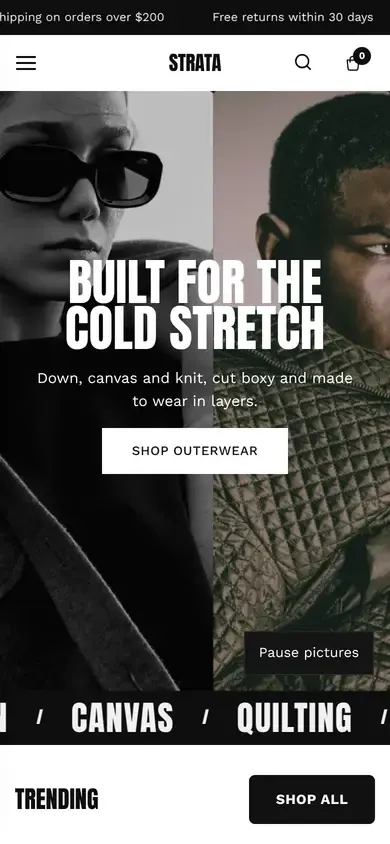 hipping on orders over $200 Free returns within 30 days
STRATA
0
BUILT FOR THE
COLD STRETCH
Down, canvas and knit, cut boxy and made
to wear in layers.
SHOP OUTERWEAR
Pause pictures
/ CANVAS / QUILTING /
TRENDING
SHOP ALL